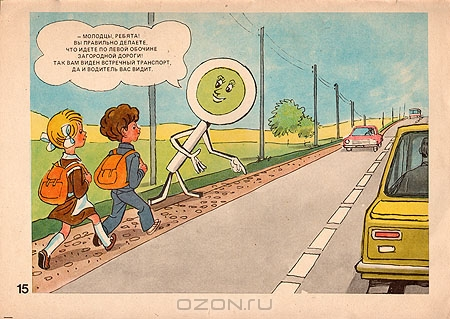 – МОЛОДЦЫ, РЕБЯТА!
ВЫ ПРАВИЛЬНО ДЕЛАЕТЕ,
ЧТО ИДЕТЕ ПО ЛЕВОЙ ОБОЧИНЕ
ЗАГОРОДНОЙ ДОРОГИ!
ТАК ВАМ ВИДЕН ВСТРЕЧНЫЙ ТРАНСПОРТ,
ДА И ВОДИТЕЛЬ ВАС ВИДИТ.
15
OZON.RU